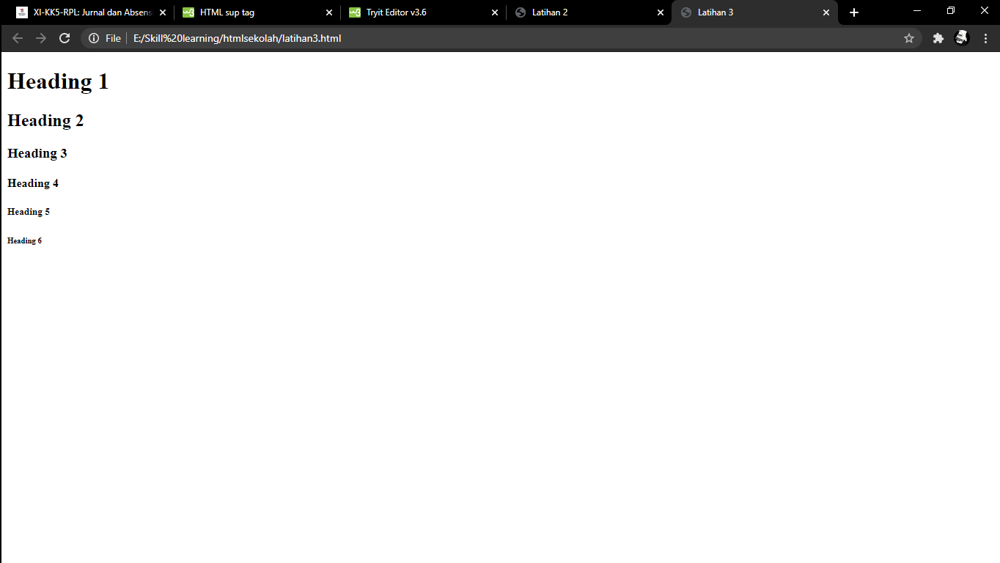 XI-KK5-RPL: Jurnal dan Absens
HTML sup tag
Tryit Editor v3.6
Latihan 2
Latihan 3
File
E:/Skill%20learning/htmlsekolah/latihan3.html
Heading 1
Heading 2
Heading 3
Heading 4
Heading 5
Heading 6